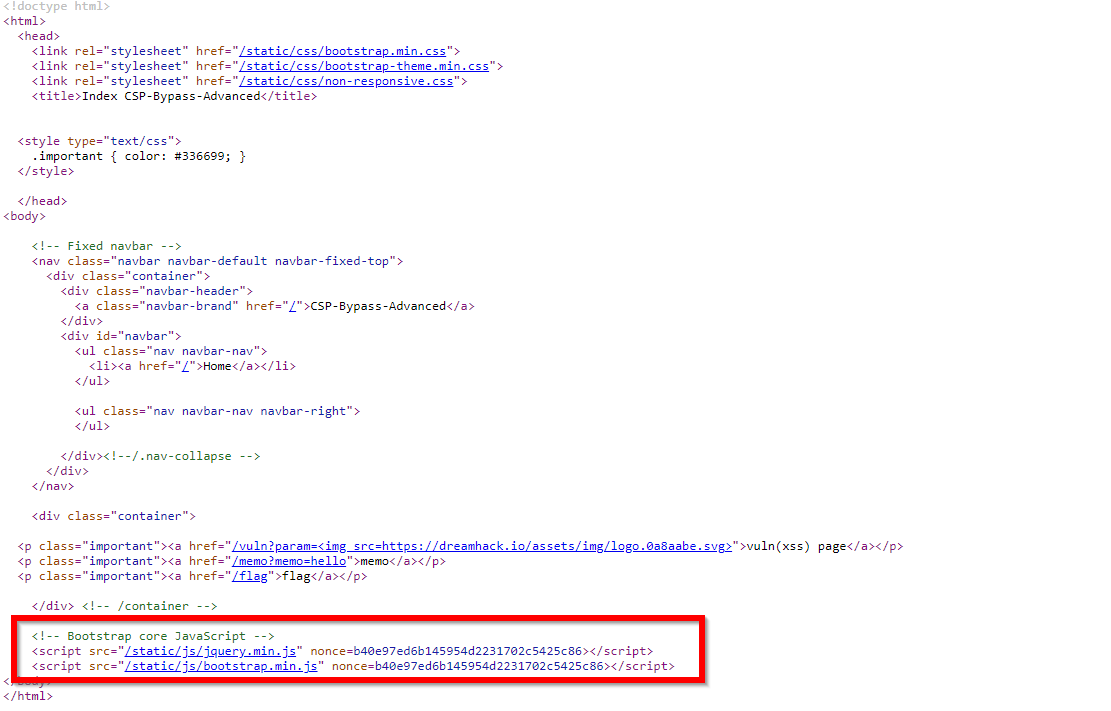 <!doctype html>
<html>
<head>
<link rel="stylesheet" href="/static/css/bootstrap.min.css">
<link rel="stylesheet" href="/static/css/bootstrap-theme.min.css">
<link rel="stylesheet" href="/static/css/non-responsive.css">
<title>Index CSP-Bypass-Advanced</title>
<style type="text/css">
.important { color: #336699; }
</style>
</head>
<body>
<!-- Fixed navbar -->
<nav class="navbar navbar-default navbar-fixed-top">
<div class="container">
<div class="navbar-header">
<a class="navbar-brand" href="/">CSP-Bypass-Advanced</a>
</div>
<div id="navbar">
<ul class="nav navbar-nav">
<li><a href="/">Home</a></li>
</ul>
<ul class="nav navbar-nav navbar-right">
</ul>
</div><!--/.nav-collapse -->
</div>
</nav>
<div class="container">
<p class="important"><a href="/vuln?param=<img src=https://dreamhack.io/assets/img/logo.0a8aabe.svg>">vuln(xss) page</a></p>
<p class="important"><a href="/memo?memo=hello">memo</a></p>
<p class="important"><a href="/flag">flag</a></p>
</div> <!-- /container -->
<!-- Bootstrap core JavaScript -->
<script src="/static/js/jquery.min.js" nonce=b40e97ed6b145954d2231702c5425c86></script>
<script src="/static/js/bootstrap.min.js" nonce=b40e97ed6b145954d2231702c5425c86></script>
</html>